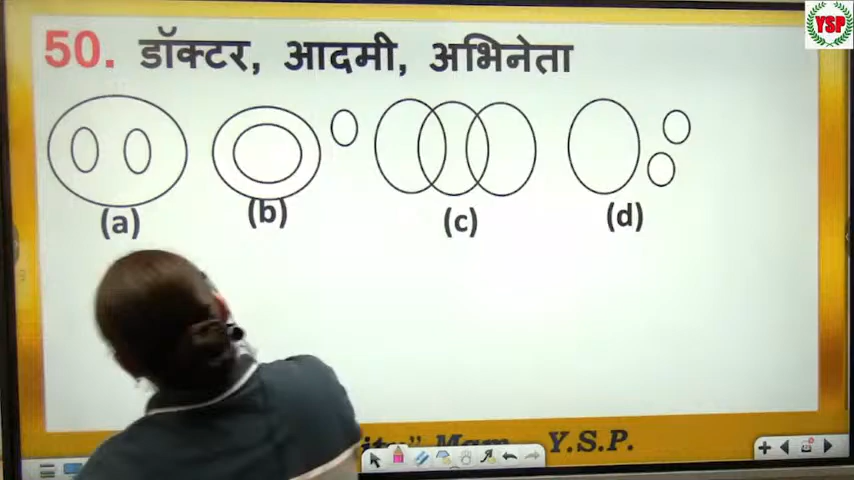 YSP
50. डॉक्टर, आदमी, अभिनेता
(a) (b) (c) (d)
Y.S.P.